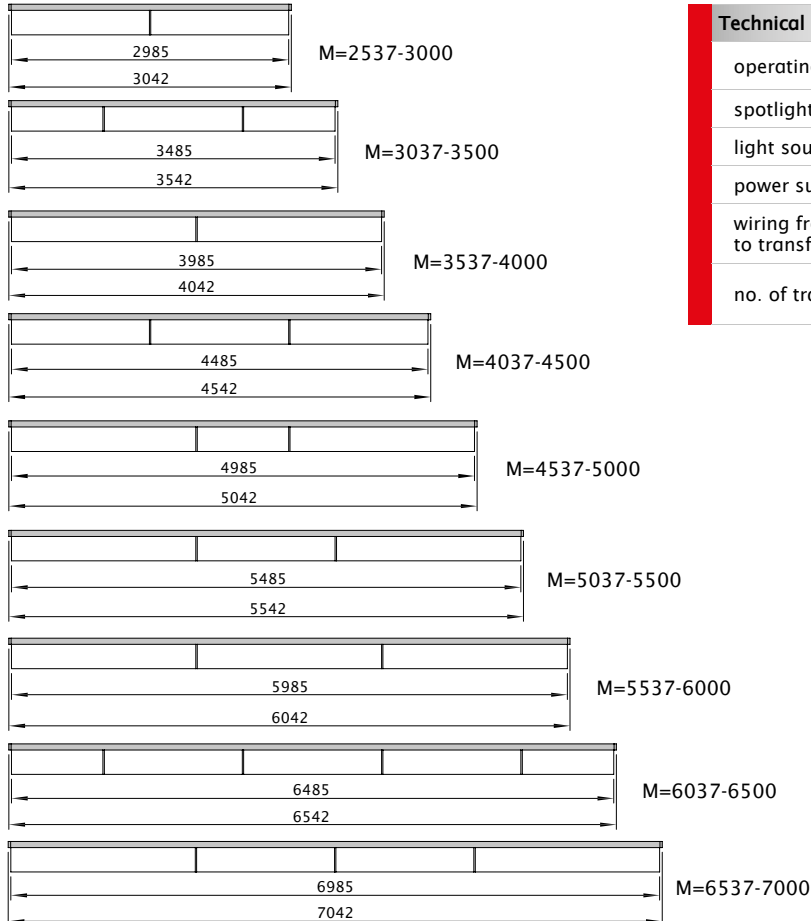 2985
M=2537-3000
3042
3485
M=3037-3500
3542
3985
M=3537-4000
4042
4485
M=4037-4500
4542
4985
M=4537-5000
5042
5485
M=5037-5500
5542
5985
M=5537-6000
6042
6485
M=6037-6500
6542
6985
M=6537-7000
7042
Technical
operating
spotlight
light sou
power su
wiring fr
to transf
no. of tra